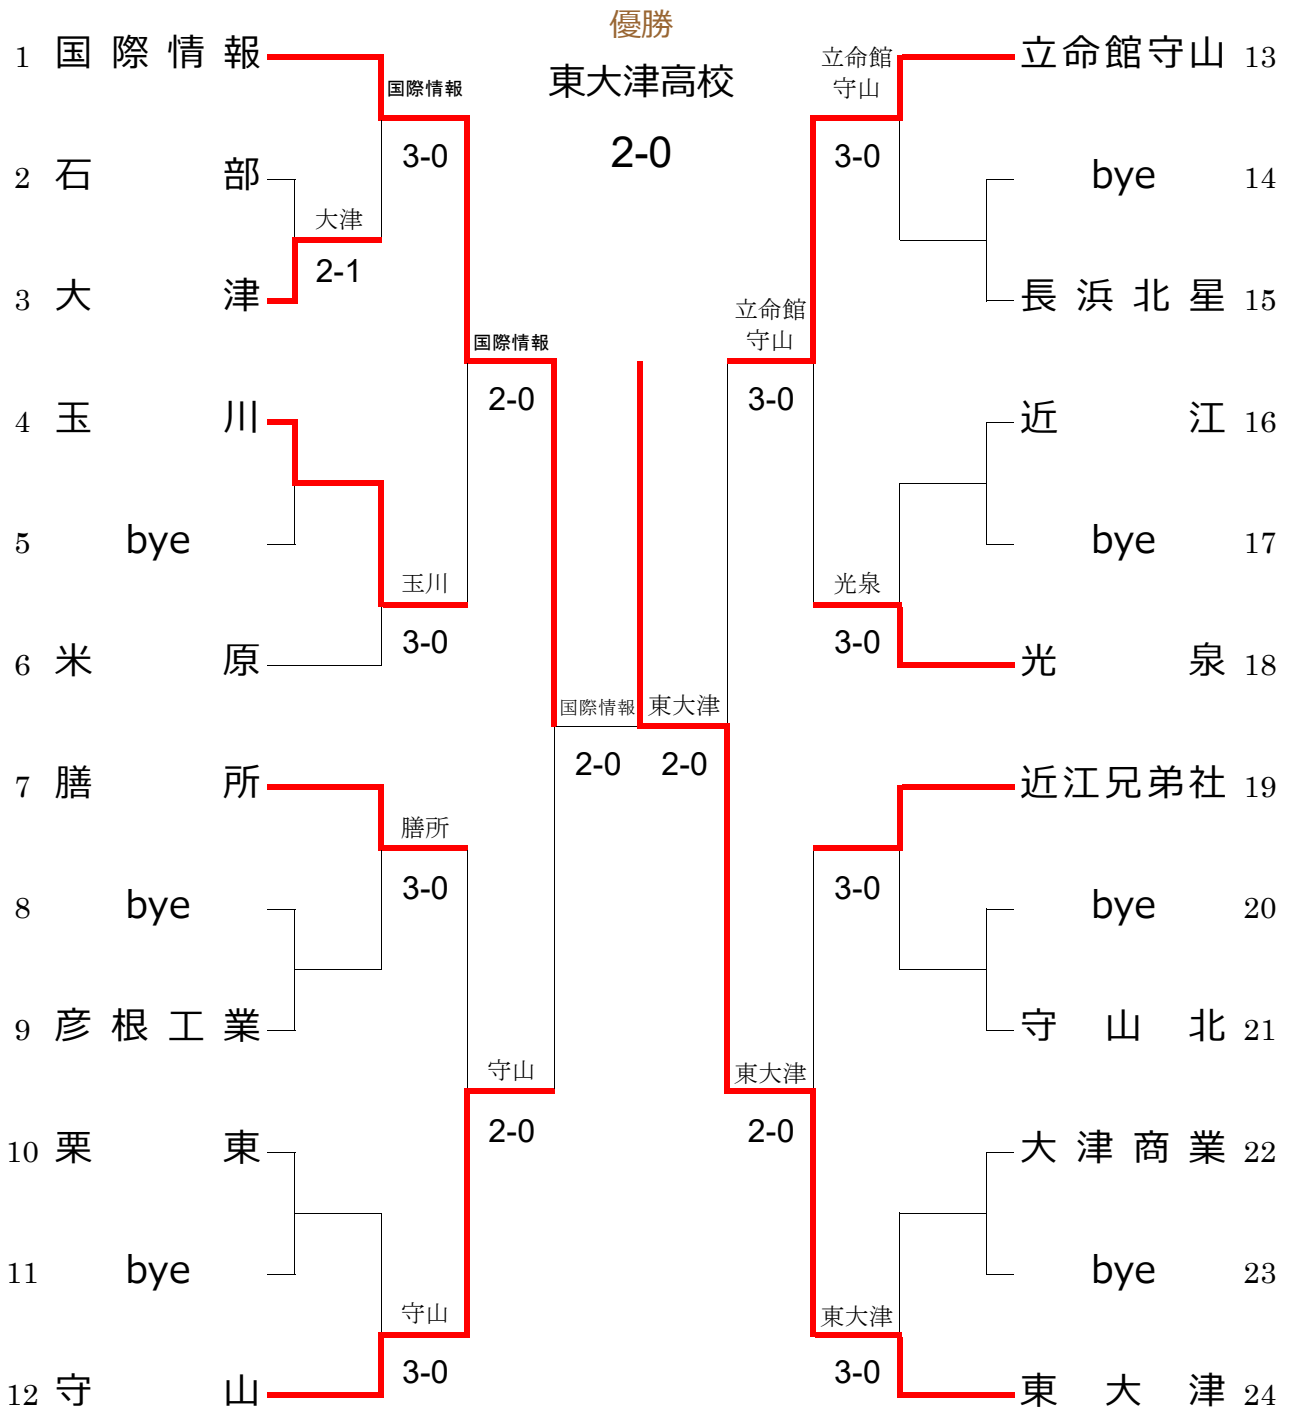 優勝
東大津高校
2-0
1 国際情報
2 石部
3 大津
4 玉川
5 bye
6 米原
7 膳所
8 bye
9 彦根工業
10 栗東
11 bye
12 守山
国際情報
3-0
大津
2-1
国際情報
2-0
玉川
3-0
膳所
3-0
守山
2-0
守山
3-0
国際情報
2-0
東大津
2-0
立命館
守山
3-0
立命館
守山
3-0
光泉
3-0
3-0
東大津
2-0
東大津
3-0
立命館守山 13
bye 14
長浜北星 15
近江 16
bye 17
光泉 18
近江兄弟社 19
bye 20
守山北 21
大津商業 22
bye 23
東大津 24